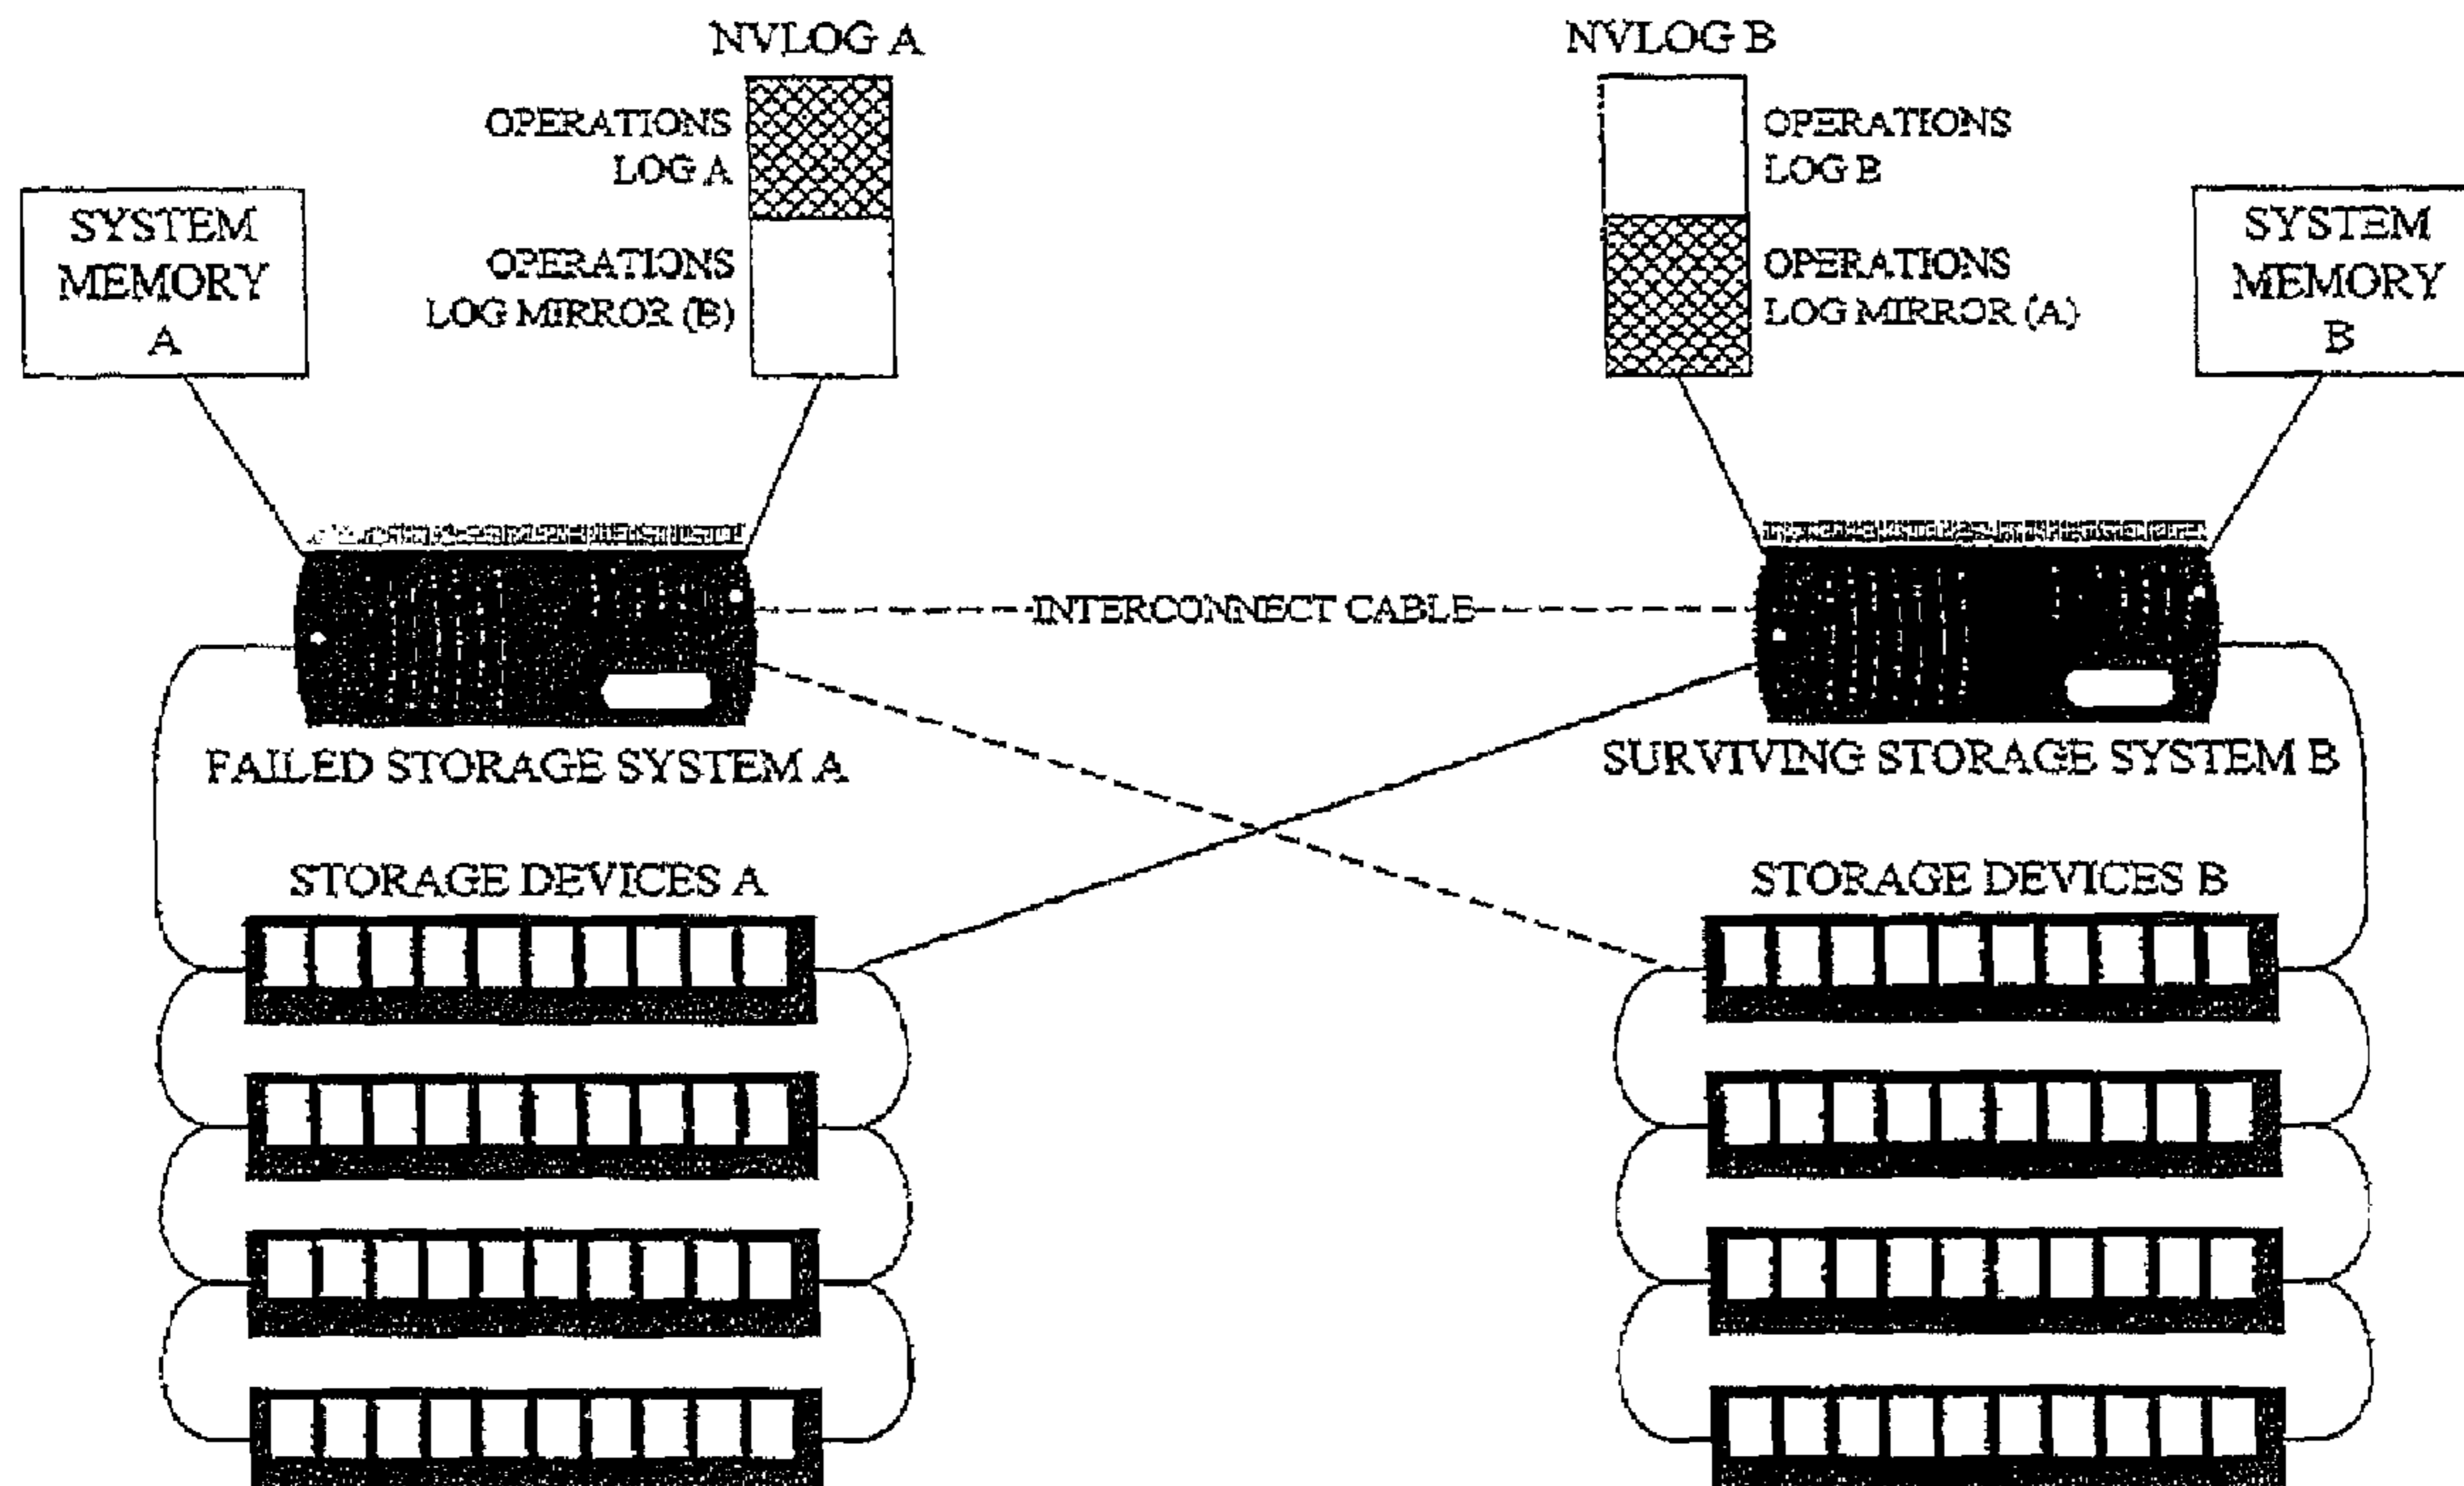 NVLOG A
NVLOG B
OPERATIONS
LOG A
OPERATIONS
LOG B
SYSTEM
MEMORY
A
OPERATIONS
LOG MIRROR (B)
OPERATIONS
LOG MIRROR (A)
SYSTEM
MEMORY
B
INTERCONNECT CABLE
FAILED STORAGE SYSTEM A
SURVIVING STORAGE SYSTEM B
STORAGE DEVICES A
STORAGE DEVICES B